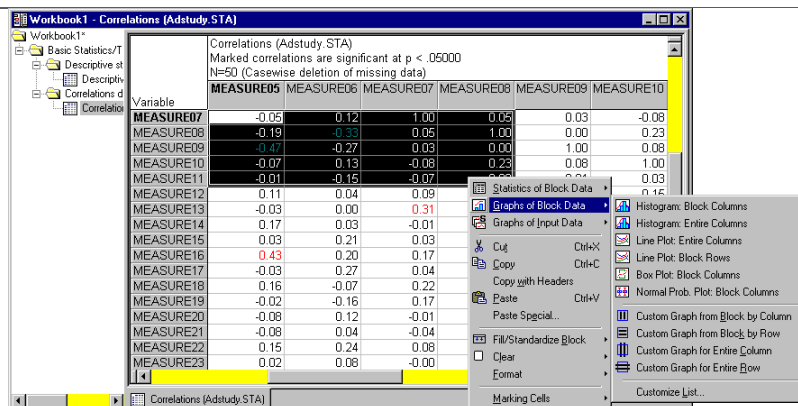 Workbook1 - Correlations (Adstudy.STA)
Workbook1*
Basic Statistics/T
Descriptive st
Descriptiv
Correlations d
Correlation
Correlations (Adstudy.STA)
Marked correlations are significant at p < .05000
N=50 (Casewise deletion of missing data)
Variable MEASURE05 MEASURE06 MEASURE07 MEASURE08 MEASURE09 MEASURE10
MEASURE07 -0.05 0.12 1.00 0.05 0.03 -0.08
MEASURE08 -0.19 -0.33 0.05 1.00 0.00 0.23
MEASURE09 -0.47 -0.27 0.03 0.00 1.00 0.08
MEASURE10 -0.07 0.13 -0.08 0.23 0.08 1.00
MEASURE11 -0.01 -0.15 -0.07 0.03
MEASURE12 0.11 0.04 0.09 0.15
MEASURE13 -0.03 0.00 0.31
MEASURE14 0.17 0.03 -0.01
MEASURE15 0.03 0.21 0.03
MEASURE16 0.43 0.20 0.17
MEASURE17 -0.03 0.27 0.04
MEASURE18 0.16 -0.07 0.22
MEASURE19 -0.02 -0.16 0.17
MEASURE20 -0.08 0.12 -0.01
MEASURE21 -0.08 0.04 -0.04
MEASURE22 0.15 0.24 0.08
MEASURE23 0.02 0.08 -0.00
Correlations (Adstudy.STA)
Statistics of Block Data
Graphs of Block Data
Graphs of Input Data
Cut Ctrl+X
Copy Ctrl+C
Copy with Headers
Paste Ctrl+V
Paste Special...
Fill/Standardize Block
Clear
Format
Marking Cells
Histogram: Block Columns
Histogram: Entire Columns
Line Plot: Entire Columns
Line Plot: Block Rows
Box Plot: Block Columns
Normal Prob. Plot: Block Columns
Custom Graph from Block by Column
Custom Graph from Block by Row
Custom Graph for Entire Column
Custom Graph for Entire Row
Customize List...